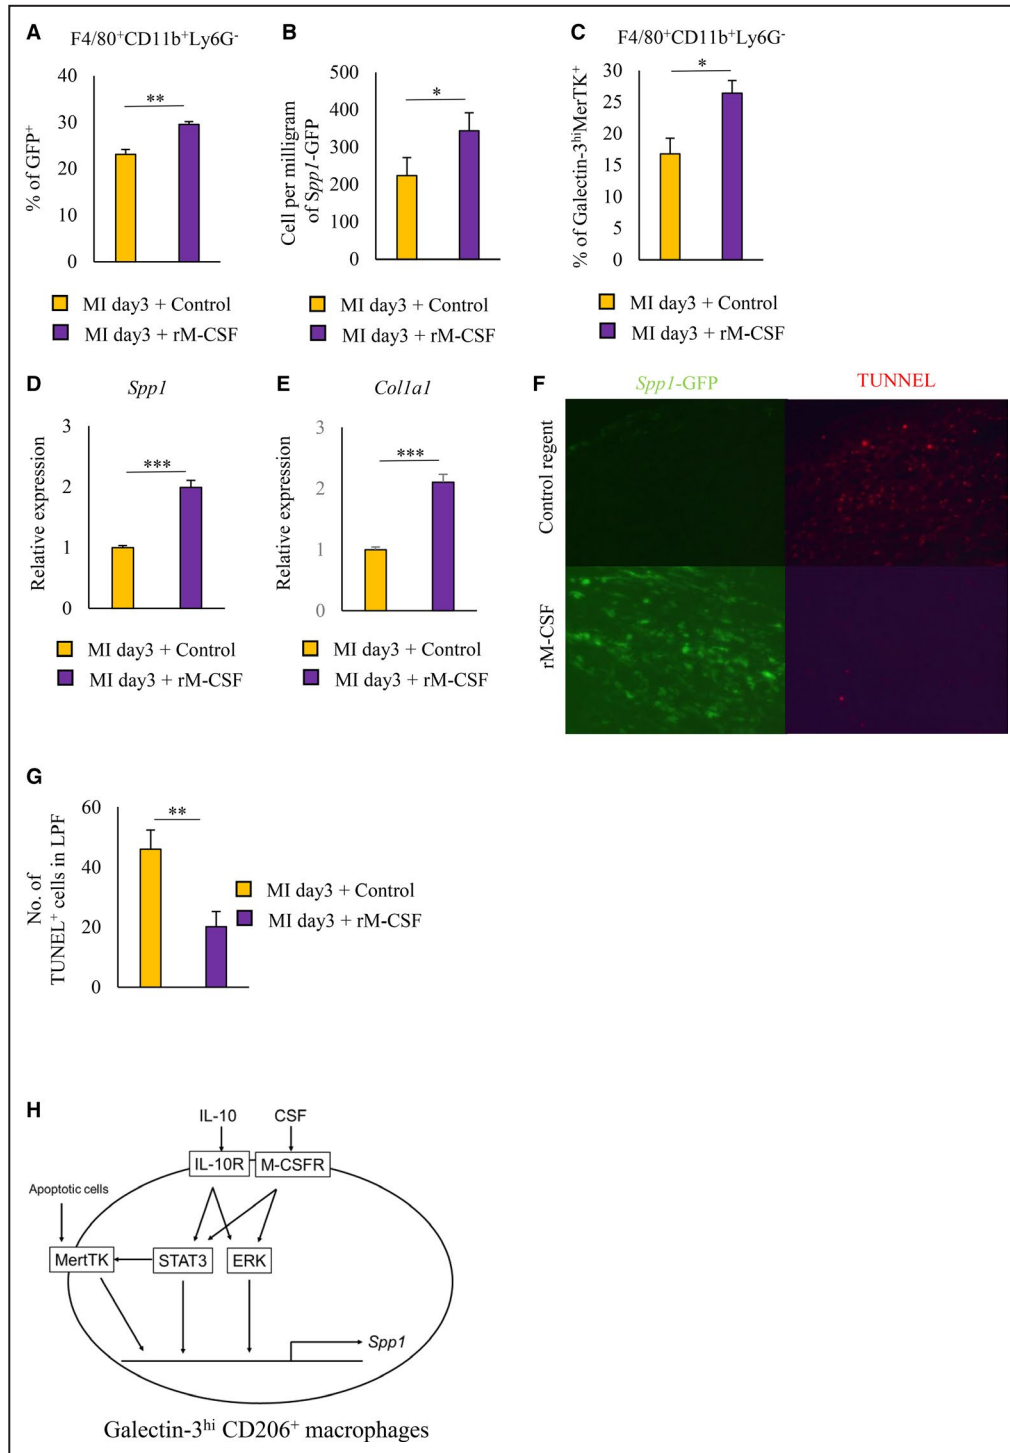 A
F4/80⁺CD11b⁺Ly6G⁻
% of GFP⁺
40
30
20
10
0
**
MI day3 + Control
MI day3 + rM-CSF
B
Cell per milligram
of Spp1-GFP
500
400
300
200
100
0
*
MI day3 + Control
MI day3 + rM-CSF
C
F4/80⁺CD11b⁺Ly6G⁻
% of Galectin-3ʰⁱMerTK⁺
30
25
20
15
10
5
0
*
MI day3 + Control
MI day3 + rM-CSF
D
Spp1
Relative expression
3
2
1
0
***
MI day3 + Control
MI day3 + rM-CSF
E
Col1a1
Relative expression
3
2
1
0
***
MI day3 + Control
MI day3 + rM-CSF
F
Spp1-GFP
TUNNEL
Control regent
rM-CSF
G
No. of
TUNEL⁺ cells in LPF
60
40
20
0
**
MI day3 + Control
MI day3 + rM-CSF
H
IL-10
CSF
IL-10R
M-CSFR
Apoptotic cells
MertTK
STAT3
ERK
Spp1
Galectin-3ʰⁱ CD206⁺ macrophages